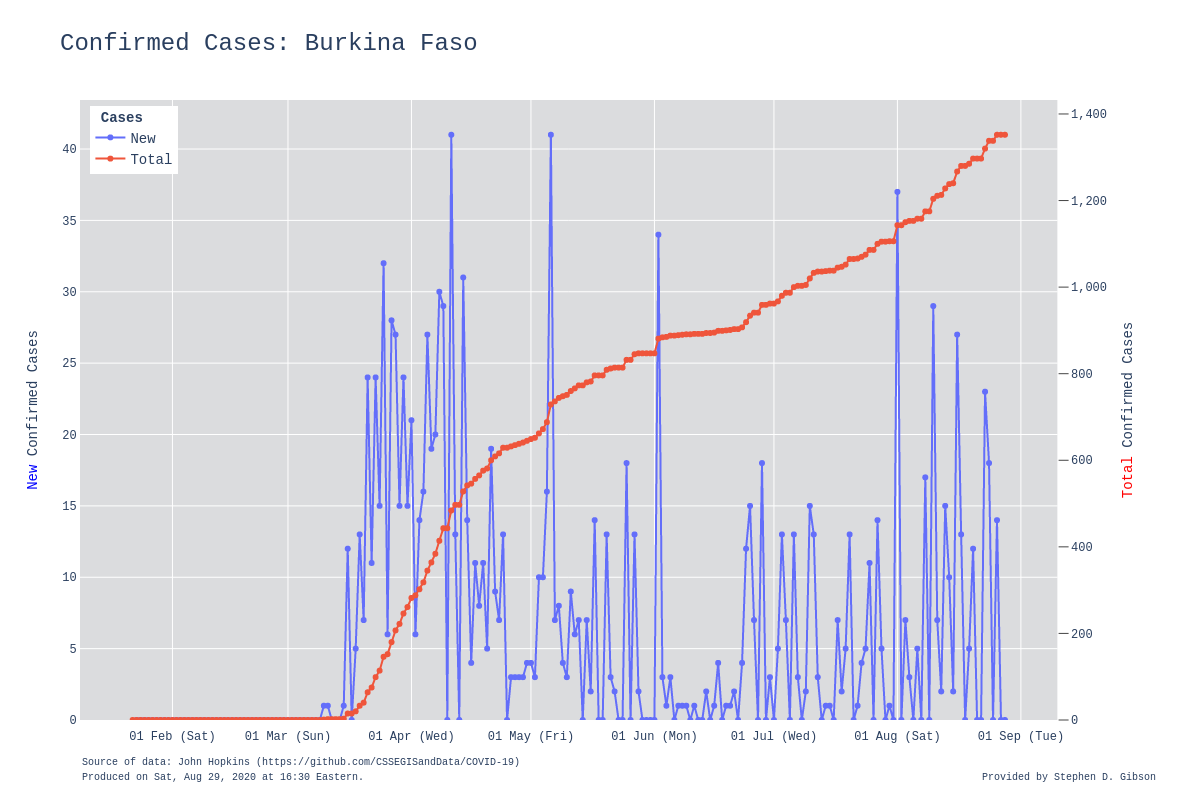 Confirmed Cases: Burkina Faso
Cases
New
Total
40
35
30
25
20
15
10
5
0
New Confirmed Cases
1,400
1,200
1,000
800
600
400
200
0
Total Confirmed Cases
01 Feb (Sat) 01 Mar (Sun) 01 Apr (Wed) 01 May (Fri) 01 Jun (Mon) 01 Jul (Wed) 01 Aug (Sat) 01 Sep (Tue)
Source of data: John Hopkins (https://github.com/CSSEGISandData/COVID-19)
Produced on Sat, Aug 29, 2020 at 16:30 Eastern.
Provided by Stephen D. Gibson